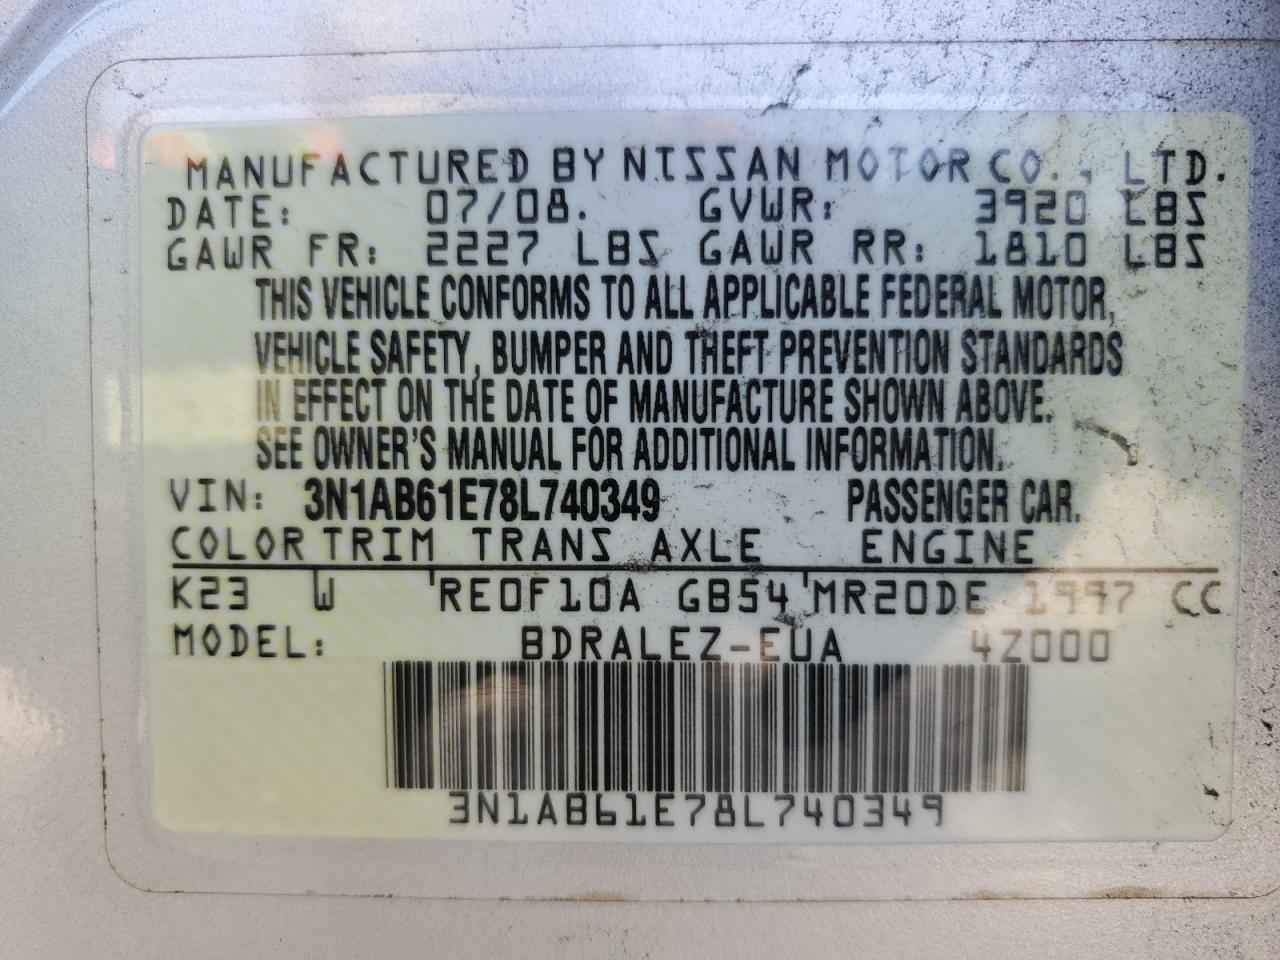 MANUFACTURED BY NISSAN MOTOR CO., LTD.
DATE: 07/08. GVWR: 3920 LBS
GAWR FR: 2227 LBS GAWR RR: 1810 LBS
THIS VEHICLE CONFORMS TO ALL APPLICABLE FEDERAL MOTOR,
VEHICLE SAFETY, BUMPER AND THEFT PREVENTION STANDARDS
IN EFFECT ON THE DATE OF MANUFACTURE SHOWN ABOVE.
SEE OWNER'S MANUAL FOR ADDITIONAL INFORMATION.
VIN: 3N1AB61E78L740349 PASSENGER CAR.
COLOR TRIM TRANS AXLE ENGINE
K23 W 'RE0F10A GB54 'MR20DE 1997 CC
MODEL: BDRALEZ-EUA 4Z000
3N1AB61E78L740349